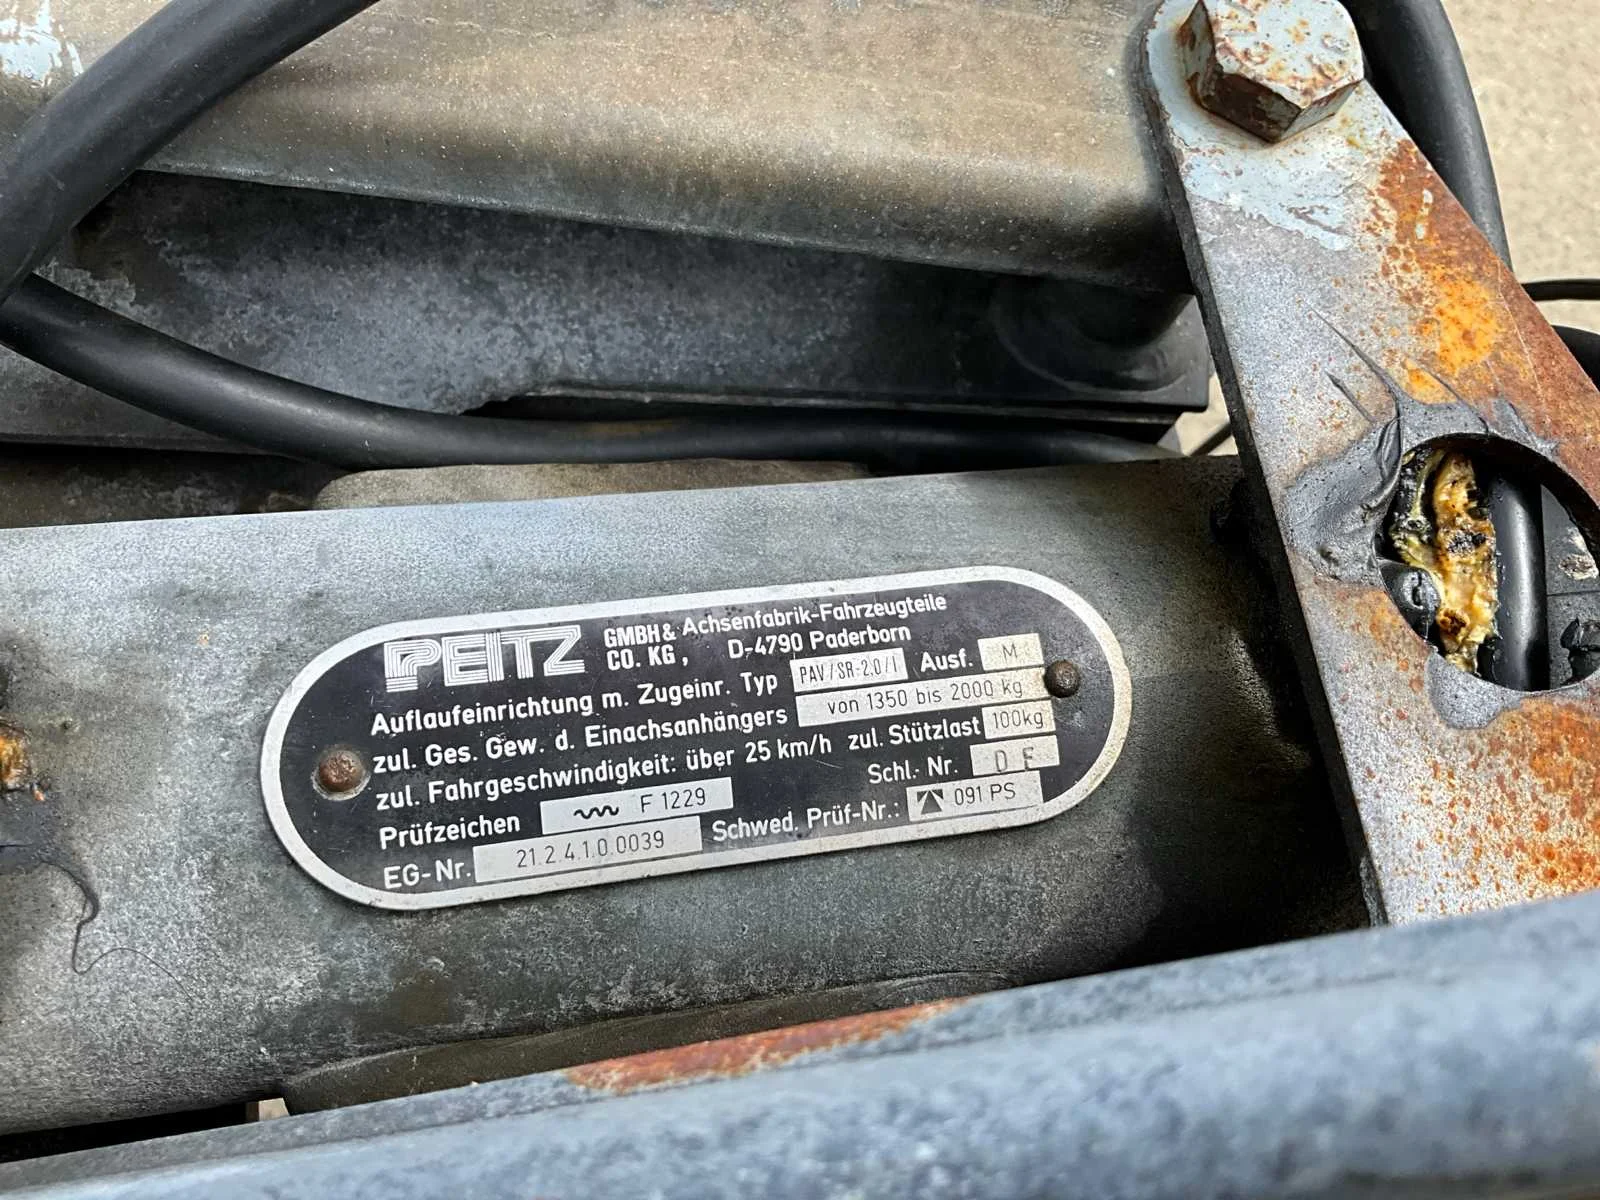 PEITZ GMBH & CO. KG, Achsenfabrik-Fahrzeugteile
D-4790 Paderborn
Auflaufeinrichtung m. Zugeinr. Typ PAV/SR-2.0/I Ausf. M
zul. Ges. Gew. d. Einachsanhängers von 1350 bis 2000 kg
zul. Fahrgeschwindigkeit: über 25 km/h zul. Stützlast 100kg
Prüfzeichen F 1229 Schl.-Nr. D F
EG-Nr. 21.2.4.1.0.0039 Schwed. Prüf-Nr.: 091 PS